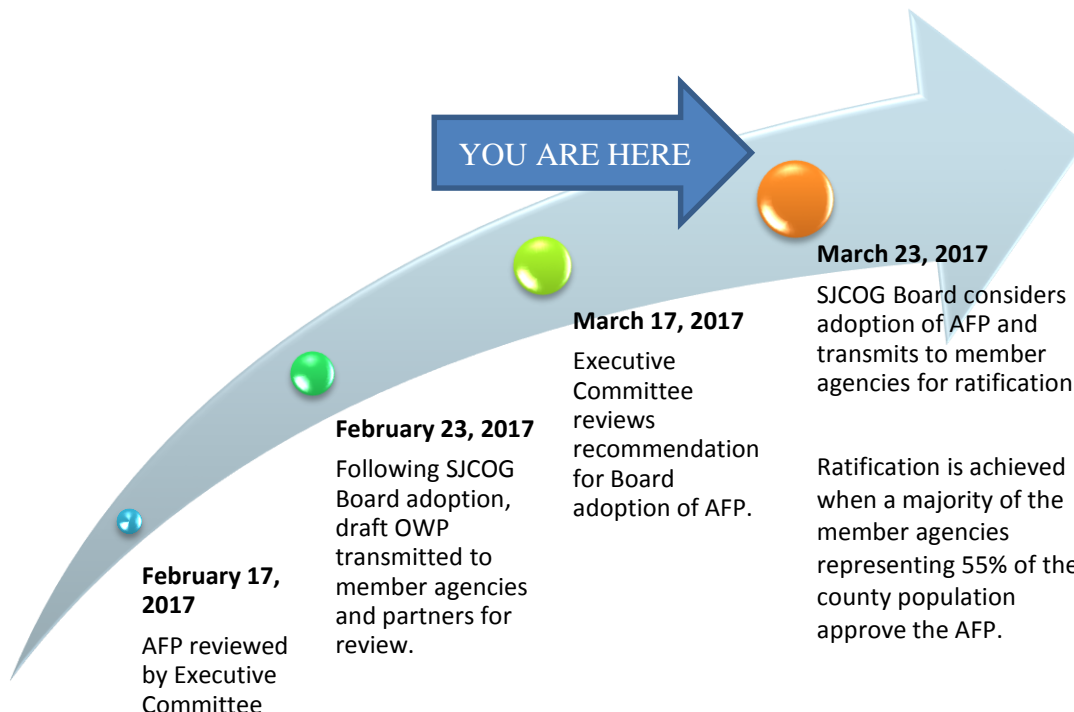 YOU ARE HERE
February 17,
2017
AFP reviewed
by Executive
Committee
February 23, 2017
Following SJCOG
Board adoption,
draft OWP
transmitted to
member agencies
and partners for
review.
March 17, 2017
Executive
Committee
reviews
recommendation
for Board
adoption of AFP.
March 23, 2017
SJCOG Board considers
adoption of AFP and
transmits to member
agencies for ratification
Ratification is achieved
when a majority of the
member agencies
representing 55% of the
county population
approve the AFP.